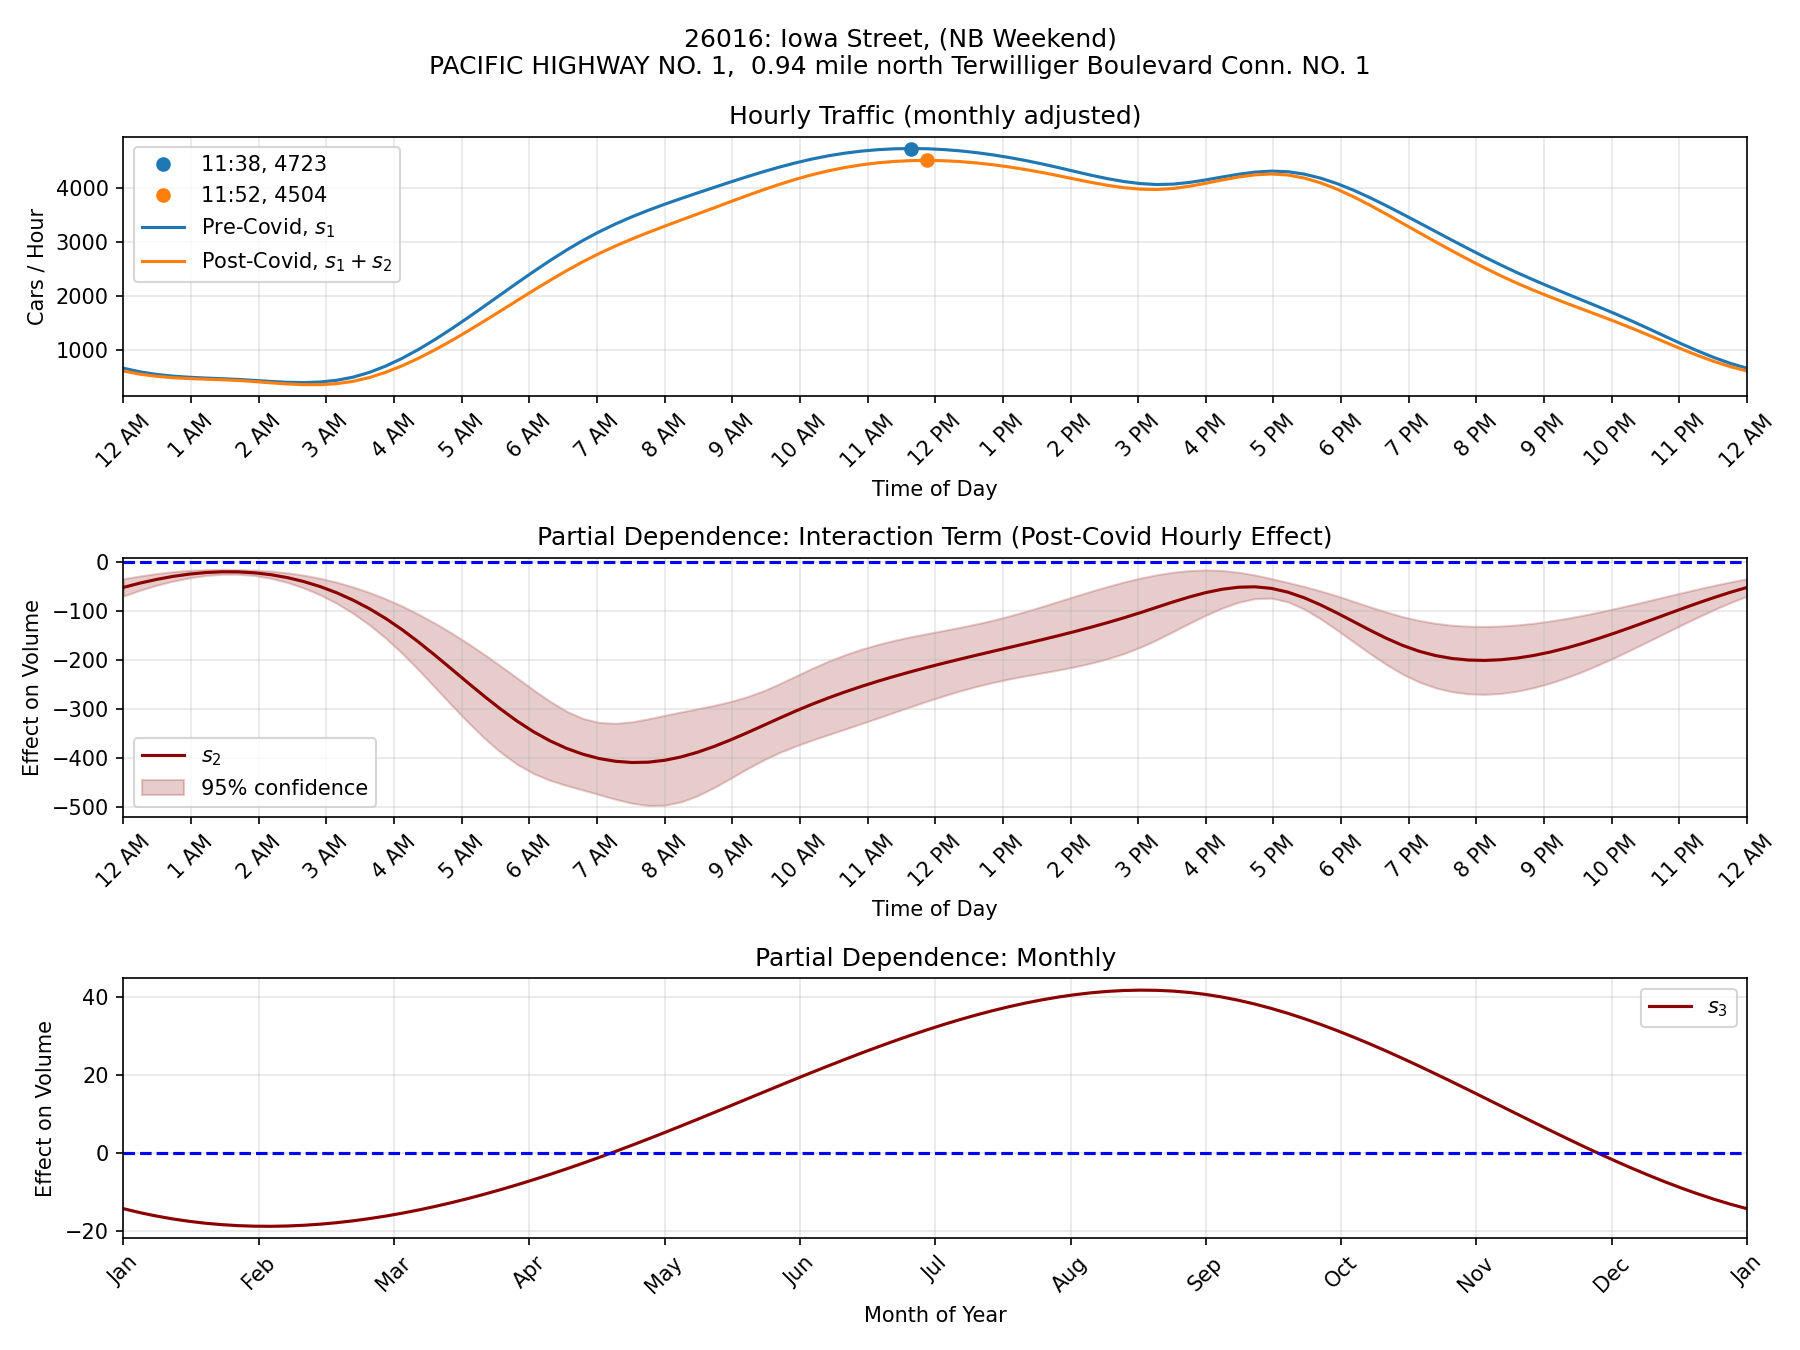 26016: Iowa Street, (NB Weekend)
PACIFIC HIGHWAY NO. 1,  0.94 mile north Terwilliger Boulevard Conn. NO. 1
Hourly Traffic (monthly adjusted)
11:38, 4723
11:52, 4504
Pre-Covid, s₁
Post-Covid, s₁ + s₂
Cars / Hour
4000
3000
2000
1000
12 AM 1 AM 2 AM 3 AM 4 AM 5 AM 6 AM 7 AM 8 AM 9 AM 10 AM 11 AM 12 PM 1 PM 2 PM 3 PM 4 PM 5 PM 6 PM 7 PM 8 PM 9 PM 10 PM 11 PM 12 AM
Time of Day
Partial Dependence: Interaction Term (Post-Covid Hourly Effect)
Effect on Volume
0
−100
−200
−300
−400
−500
s₂
95% confidence
12 AM 1 AM 2 AM 3 AM 4 AM 5 AM 6 AM 7 AM 8 AM 9 AM 10 AM 11 AM 12 PM 1 PM 2 PM 3 PM 4 PM 5 PM 6 PM 7 PM 8 PM 9 PM 10 PM 11 PM 12 AM
Time of Day
Partial Dependence: Monthly
Effect on Volume
40
20
0
−20
s₃
Jan Feb Mar Apr May Jun Jul Aug Sep Oct Nov Dec Jan
Month of Year